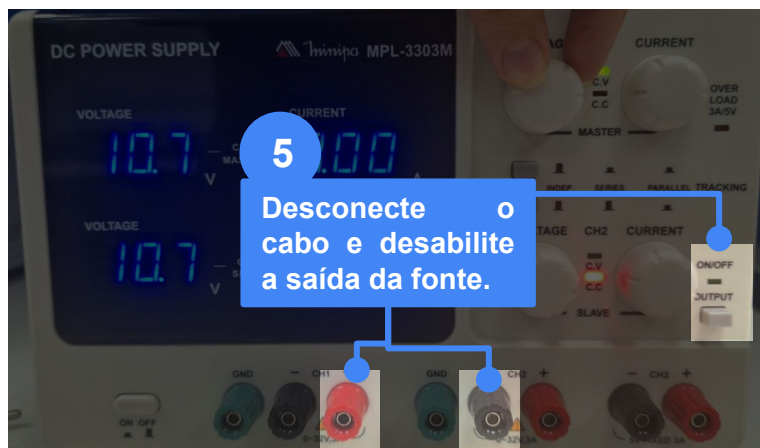 DC POWER SUPPLY
minipa MPL-3303M
CURRENT
VOLTAGE
CURRENT
C.V
C.C
OVER
LOAD
3A/5V
MASTER
10.7
V
5
INDEP
SERIES
PARALLEL
TRACKING
Desconecte o
cabo e desabilite
a saída da fonte.
VOLTAGE
10.7
V
CH2
CURRENT
C.V
C.C
SLAVE
ON/OFF
OUTPUT
GND
-
CH1
GND
CH2
+
-
CH3
+
ON OFF